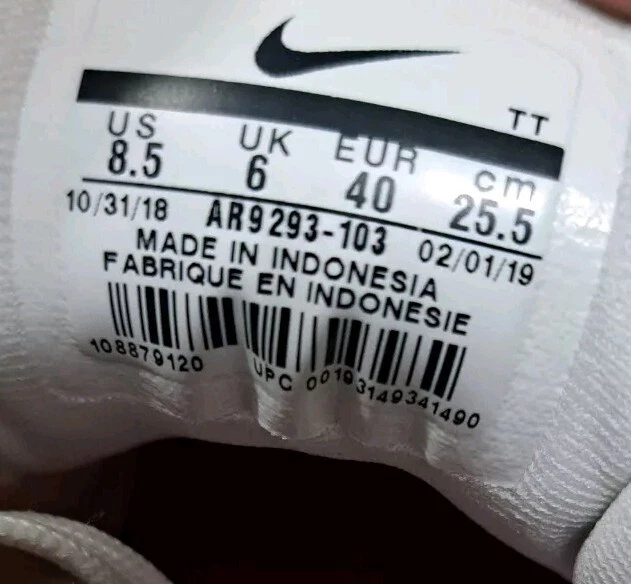 TT
US UK EUR cm
8.5 6 40 25.5
10/31/18 AR9293-103 02/01/19
MADE IN INDONESIA
FABRIQUE EN INDONESIE
108879120 UPC 00193149341490